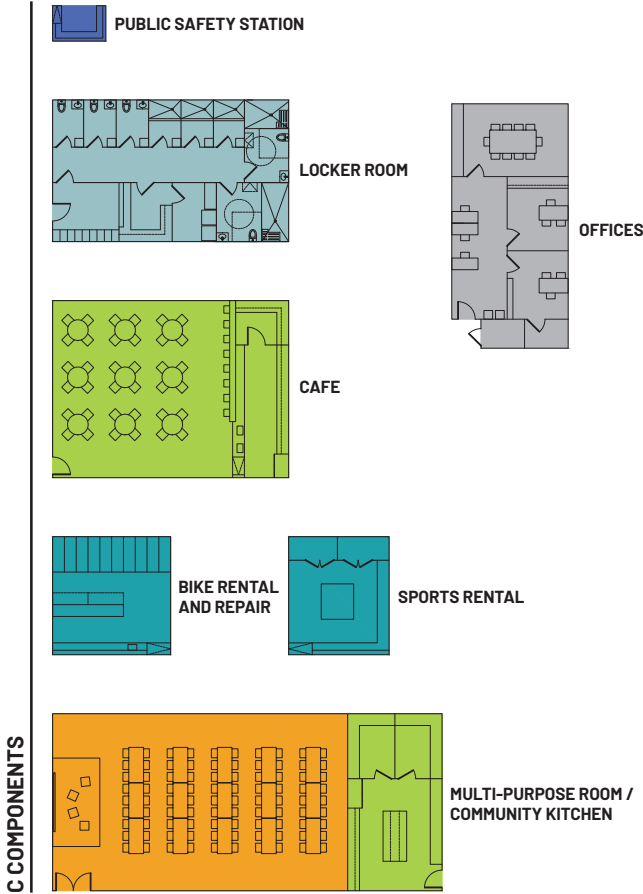 PUBLIC SAFETY STATION
LOCKER ROOM
OFFICES
CAFE
BIKE RENTAL
AND REPAIR
SPORTS RENTAL
MULTI-PURPOSE ROOM /
COMMUNITY KITCHEN
C COMPONENTS